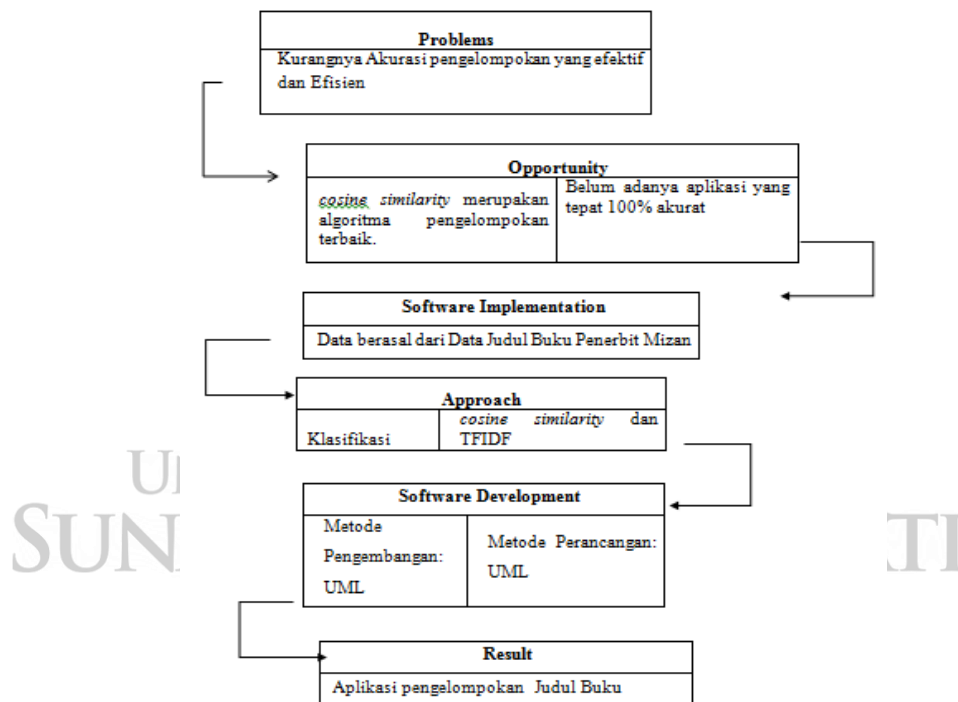 Problems
Kurangnya Akurasi pengelompokan yang efektif
dan Efisien
Opportunity
cosine similarity merupakan
algoritma pengelompokan
terbaik.
Belum adanya aplikasi yang
tepat 100% akurat
Software Implementation
Data berasal dari Data Judul Buku Penerbit Mizan
Approach
Klasifikasi
cosine similarity dan
TFIDF
Software Development
Metode
Pengembangan:
UML
Metode Perancangan:
UML
Result
Aplikasi pengelompokan Judul Buku